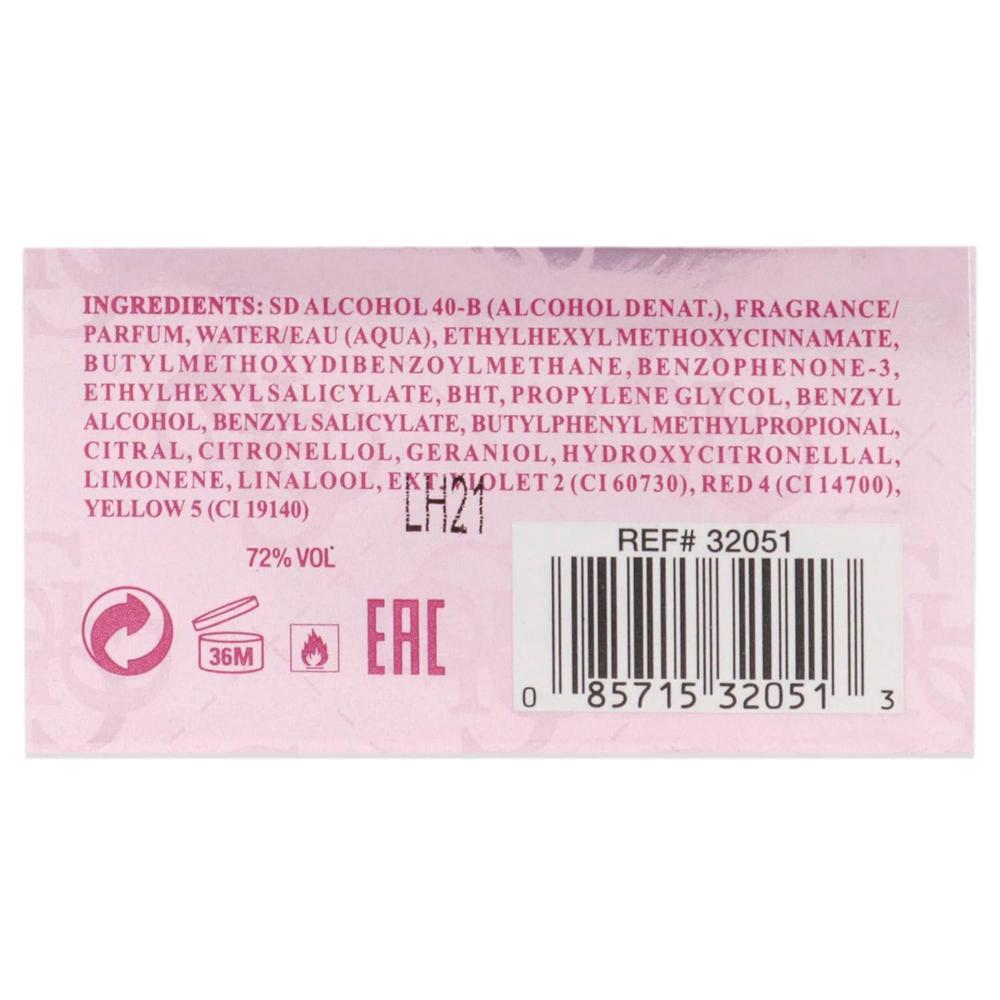 INGREDIENTS: SD ALCOHOL 40-B (ALCOHOL DENAT.), FRAGRANCE/
PARFUM, WATER/EAU (AQUA), ETHYLHEXYL METHOXYCINNAMATE,
BUTYL METHOXYDIBENZOYLMETHANE, BENZOPHENONE-3,
ETHYLHEXYL SALICYLATE, BHT, PROPYLENE GLYCOL, BENZYL
ALCOHOL, BENZYL SALICYLATE, BUTYLPHENYL METHYLPROPIONAL,
CITRAL, CITRONELLOL, GERANIOL, HYDROXYCITRONELLAL,
LIMONENE, LINALOOL, EXT. VIOLET 2 (CI 60730), RED 4 (CI 14700),
YELLOW 5 (CI 19140)
LH21
72% VOL
36M
EAC
REF# 32051
0 85715 32051 3